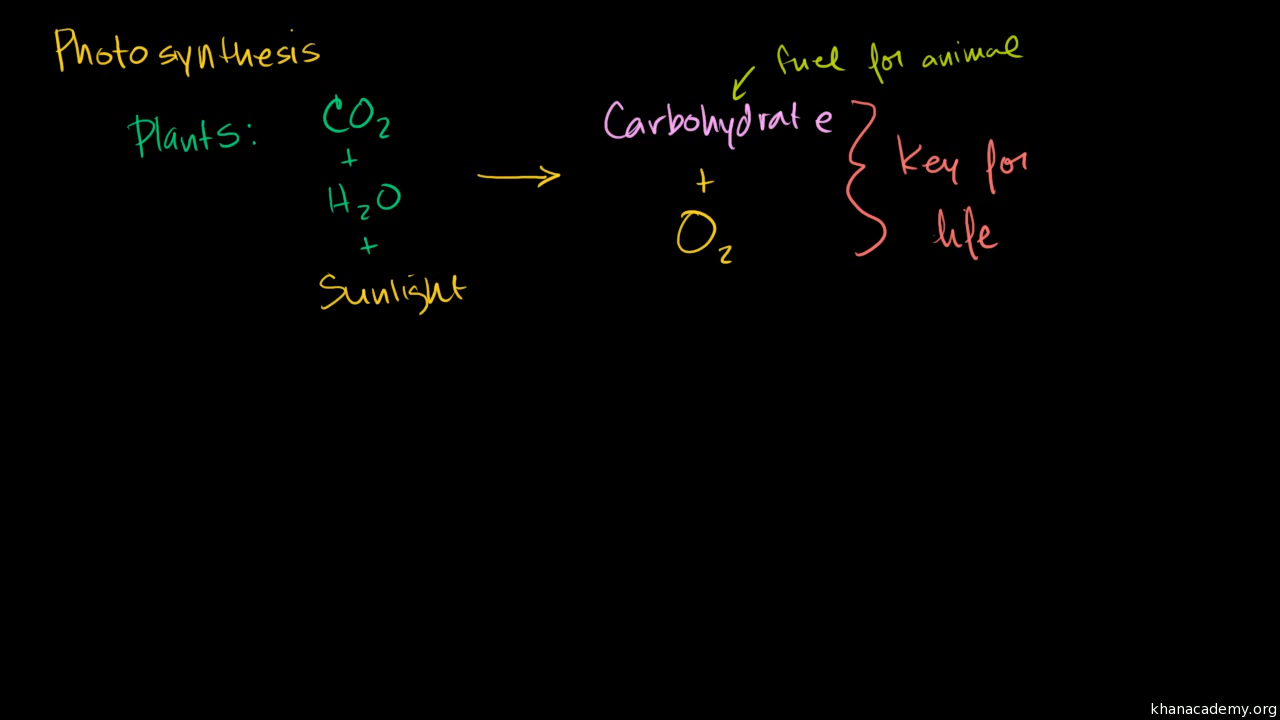 Photosynthesis
fuel for animal
Plants: CO₂ → Carbohydrate } Key for life
+
H₂O
+
Sunlight
+
O₂
khanacademy.org